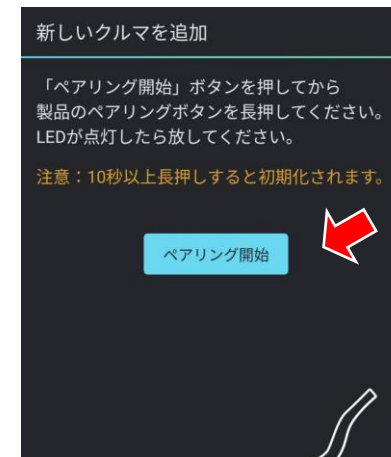 新しいクルマを追加
「ペアリング開始」ボタンを押してから
製品のペアリングボタンを長押してください。
LEDが点灯したら放してください。
注意：10秒以上長押しすると初期化されます。
ペアリング開始